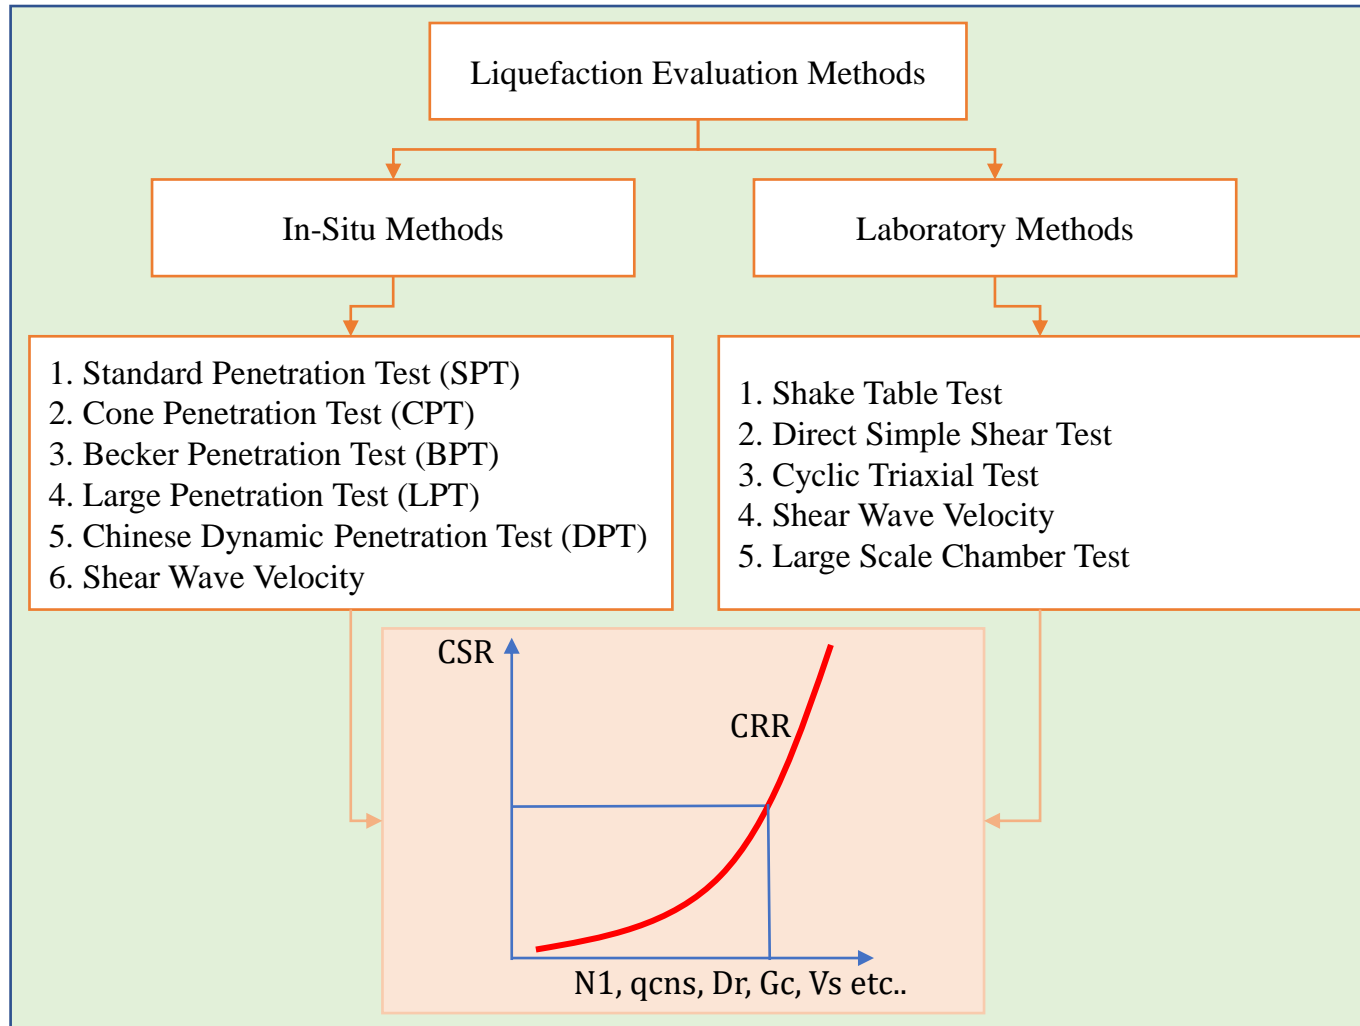 Liquefaction Evaluation Methods
In-Situ Methods
Laboratory Methods
1. Standard Penetration Test (SPT)
2. Cone Penetration Test (CPT)
3. Becker Penetration Test (BPT)
4. Large Penetration Test (LPT)
5. Chinese Dynamic Penetration Test (DPT)
6. Shear Wave Velocity
1. Shake Table Test
2. Direct Simple Shear Test
3. Cyclic Triaxial Test
4. Shear Wave Velocity
5. Large Scale Chamber Test
CSR
CRR
N1, qcns, Dr, Gc, Vs etc..